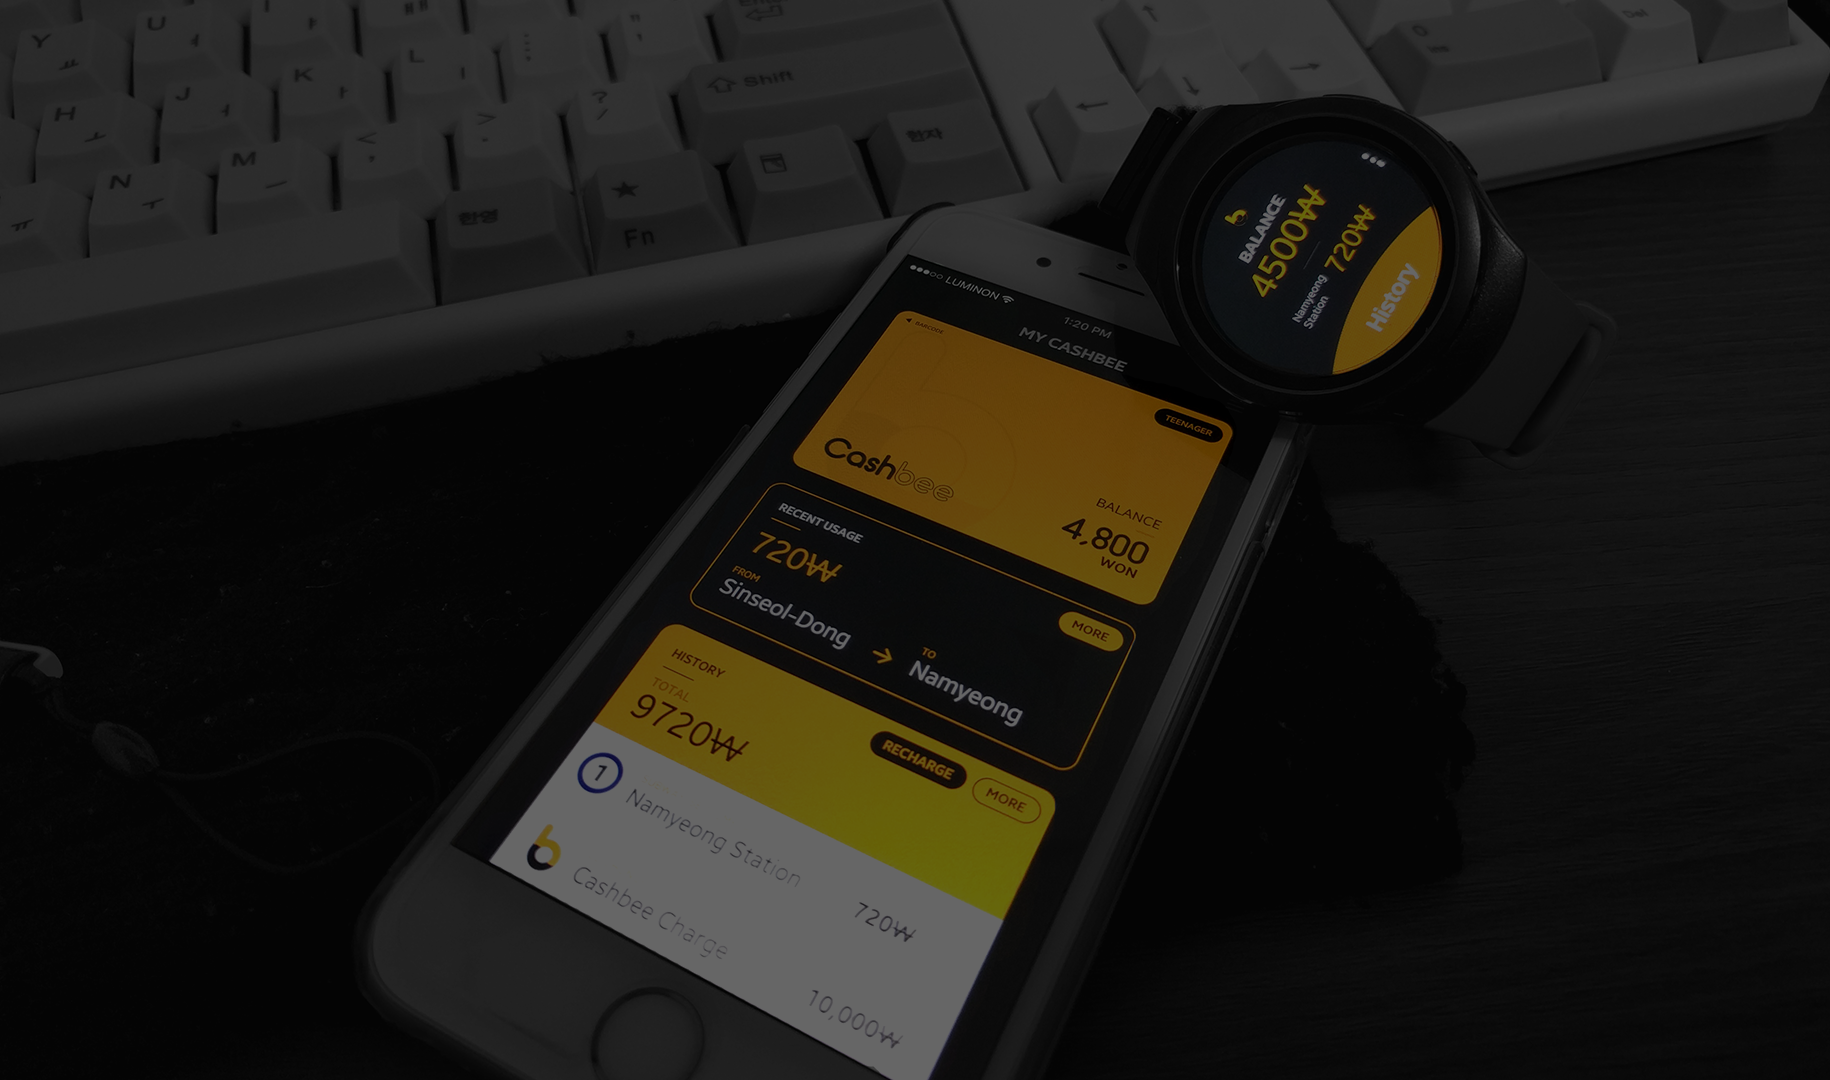 Y ㅛ
U ㅕ
Enter
H ㅗ
J ㅓ
K ㅏ
L ㅣ
Shift
N ㅜ
M ㅡ
<
,
>
.
?
/
ㅠ
한영
Fn
한자
Del
BALANCE
4500₩
Namyeong
Station
720₩
History
LUMINON
1:20 PM
MY CASHBEE
BARCODE
TEENAGER
Cashbee
BALANCE
4,800
WON
RECENT USAGE
720₩
FROM
Sinseol-Dong
TO
Namyeong
MORE
HISTORY
TOTAL
9720₩
RECHARGE
MORE
1
Namyeong Station
720₩
Cashbee Charge
10,000₩